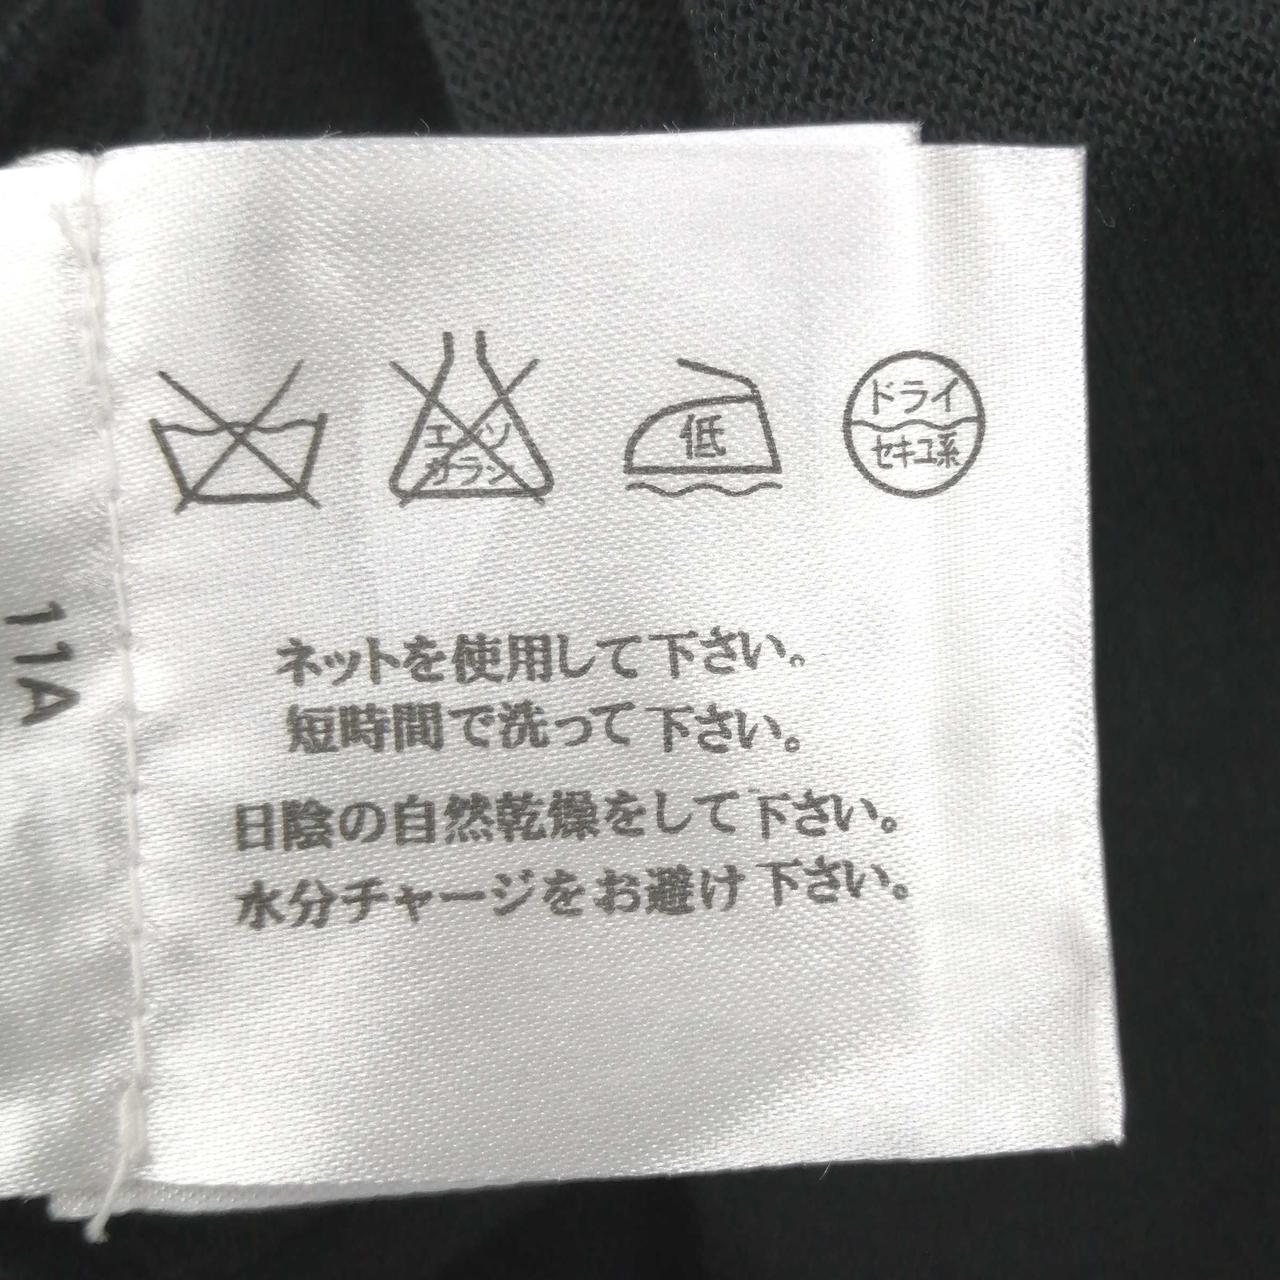 エンソ
サラシ
低
ドライ
セキユ系
ネットを使用して下さい。
短時間で洗って下さい。
日陰の自然乾燥をして下さい。
水分チャージをお避け下さい。
11A